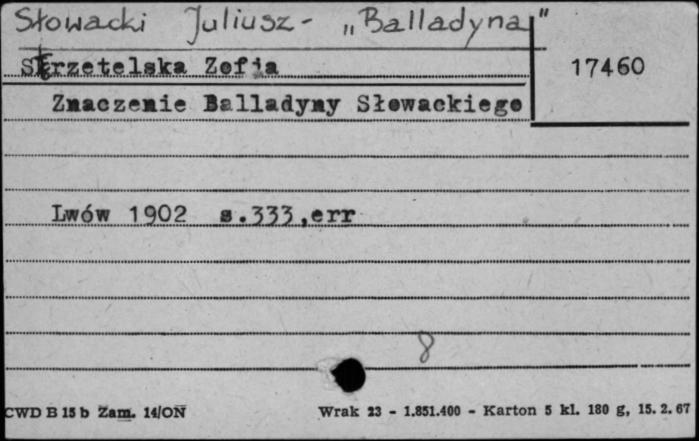 Słowacki Juliusz - „Balladyna"
Strzetelska Zofia
17460
Znaczenie Balladyny Słowackiego
Lwów 1902 s.333,err
8
CWD B 15 b Zam. 14/ON Wrak 23 - 1.851.400 - Karton 5 kl. 180 g, 15. 2. 67